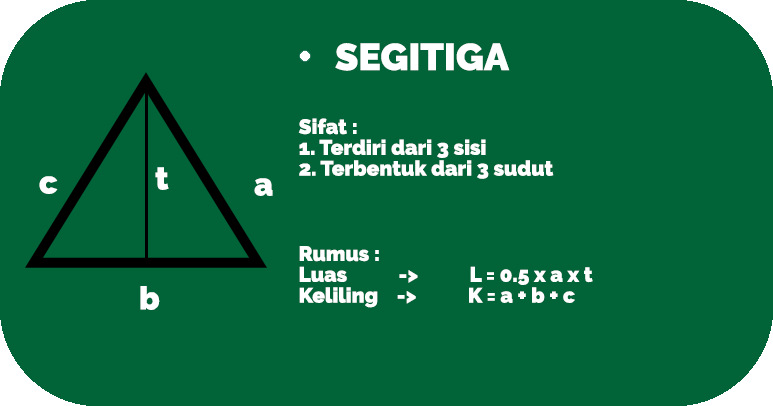 • SEGITIGA
Sifat :
1. Terdiri dari 3 sisi
2. Terbentuk dari 3 sudut
c
t
a
b
Rumus :
Luas -> L = 0.5 x a x t
Keliling -> K = a + b + c